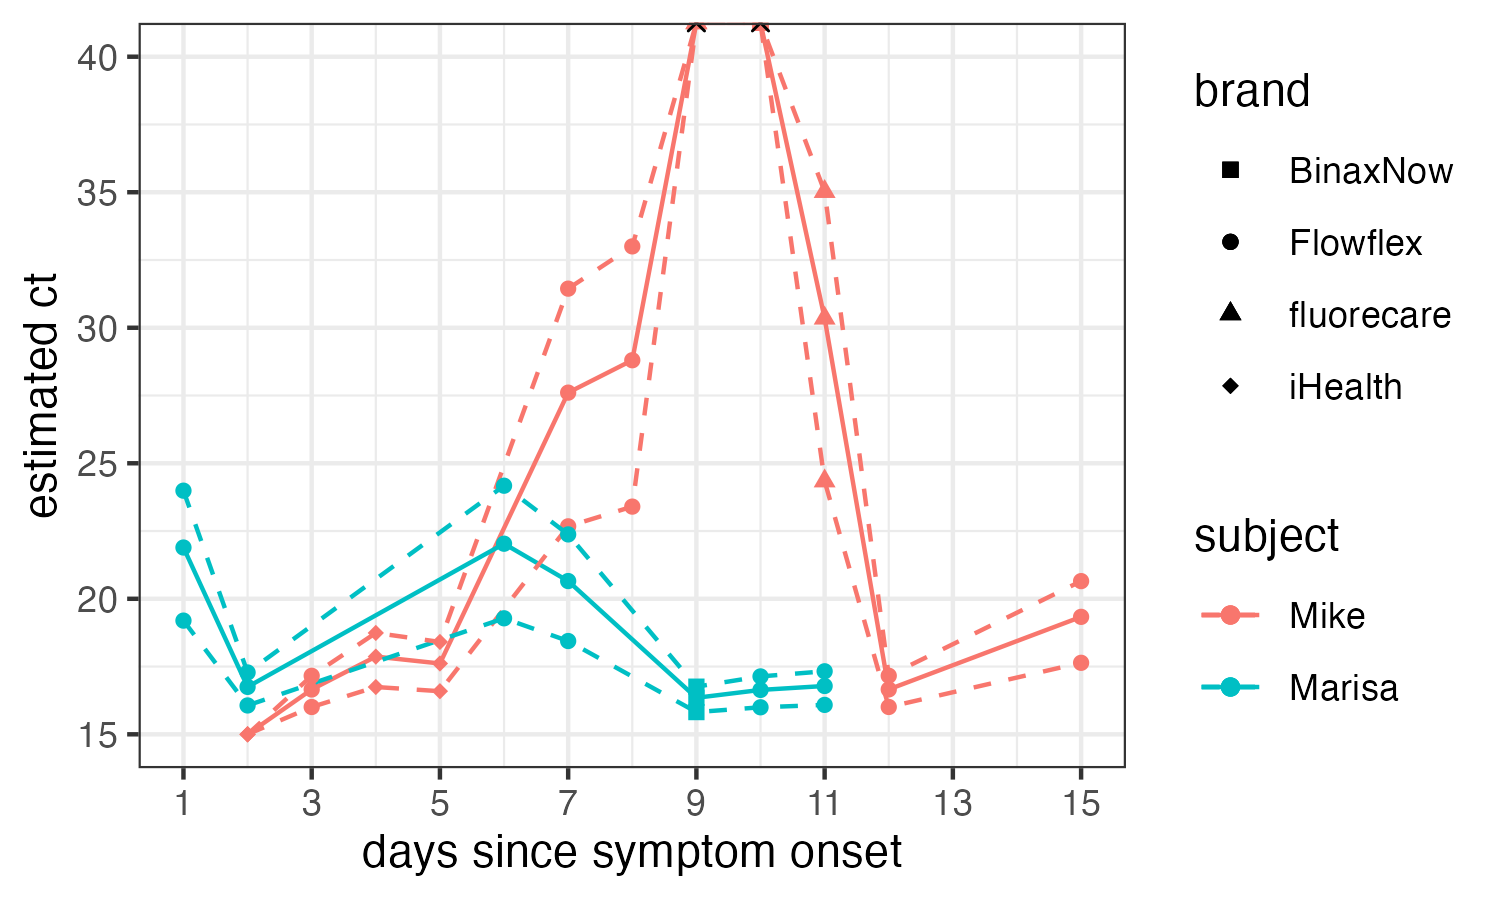 estimated ct
40
35
30
25
20
15
1 3 5 7 9 11 13 15
days since symptom onset
brand
BinaxNow
Flowflex
fluorecare
iHealth
subject
Mike
Marisa